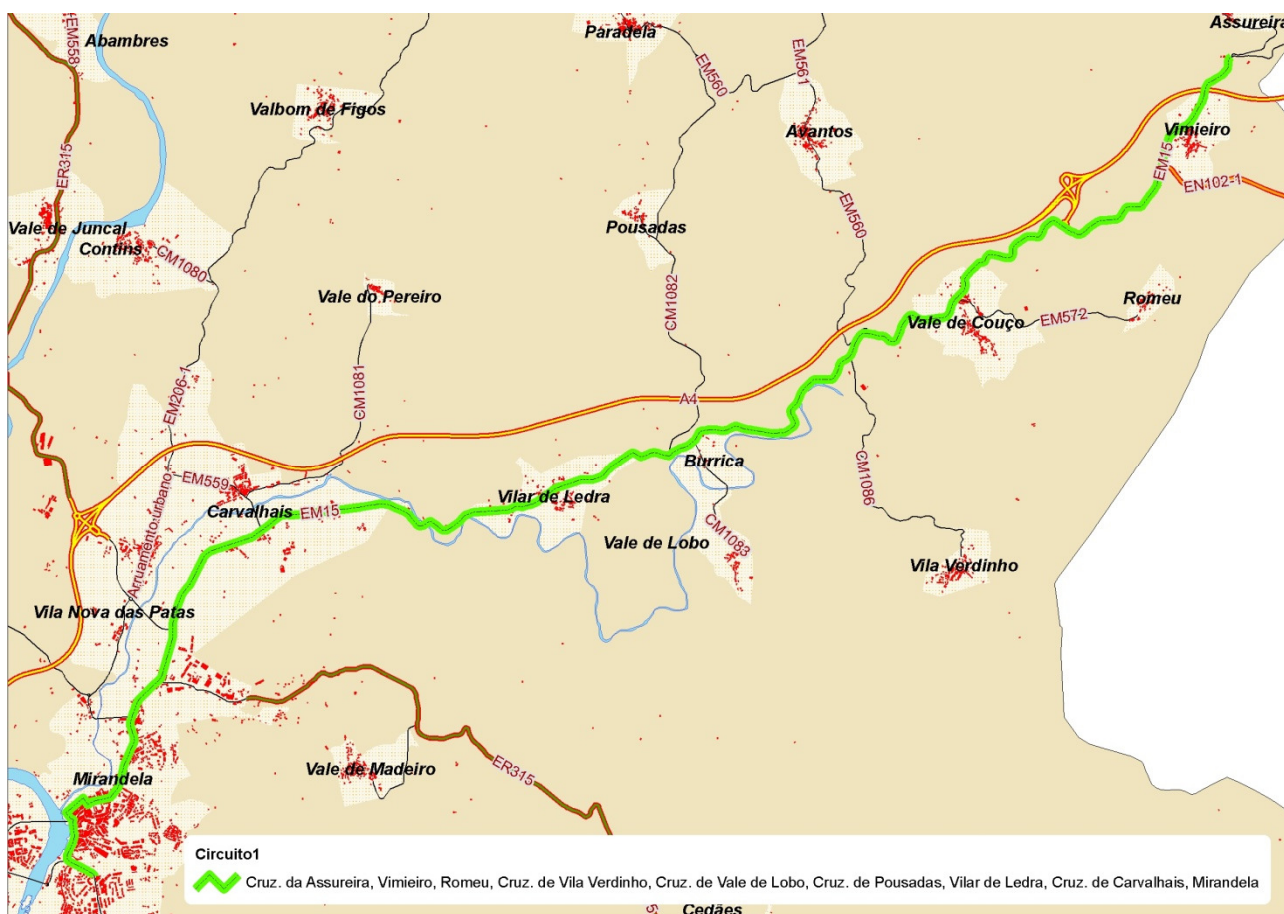 Assureira
Paradela
Abambres
EM558
EM560
EM561
Valbom de Figos
Avantos
Vimieiro
ER315
EM15
EN102-1
Vale de Juncal
Contins
Pousadas
EM560
CM1080
Vale do Pereiro
CM1082
Romeu
Vale de Couço
EM572
EM206-1
CM1081
A4
Burrica
EM559
Vilar de Ledra
CM1086
Carvalhais
EM15
Arruamento urbano
Vale de Lobo
CM1083
Vila Verdinho
Vila Nova das Patas
Vale de Madeiro
ER315
Mirandela
Circuito1
Cruz. da Assureira, Vimieiro, Romeu, Cruz. de Vila Verdinho, Cruz. de Vale de Lobo, Cruz. de Pousadas, Vilar de Ledra, Cruz. de Carvalhais, Mirandela
Cedães